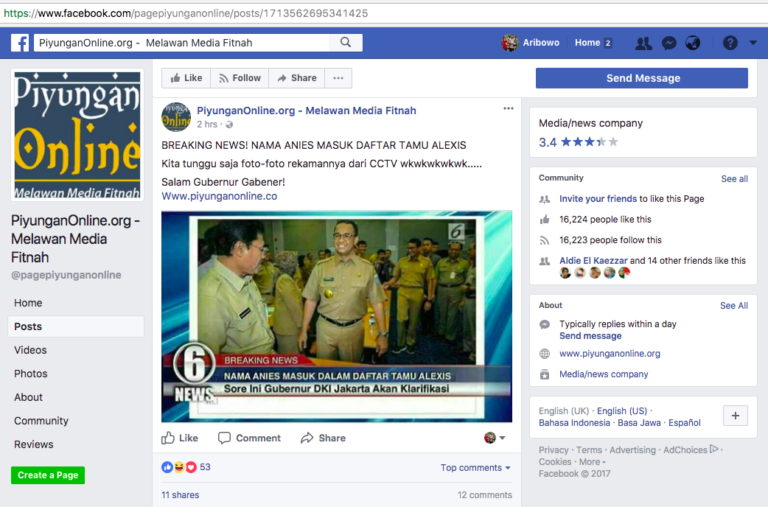 https://www.facebook.com/pagepiyunganonline/posts/1713562695341425
PiyunganOnline.org - Melawan Media Fitnah
Aribowo
Home 2
Piyungan
Online
Melawan Media Fitnah
PiyunganOnline.org -
Melawan Media
Fitnah
@pagepiyunganonline
Home
Posts
Videos
Photos
About
Community
Reviews
Create a Page
Like
Follow
Share
Send Message
PiyunganOnline.org - Melawan Media Fitnah
2 hrs ·
BREAKING NEWS! NAMA ANIES MASUK DAFTAR TAMU ALEXIS
Kita tunggu saja foto-foto rekamannya dari CCTV wkwkwkwkwk.....
Salam Gubernur Gabener!
Www.piyunganonline.co
6
BREAKING NEWS
NAMA ANIES MASUK DALAM DAFTAR TAMU ALEXIS
Sore Ini Gubernur DKI Jakarta Akan Klarifikasi
6
NEWS
Like
Comment
Share
53
Top comments
11 shares
12 comments
Media/news company
3.4
Community
See all
Invite your friends to like this Page
16,224 people like this
16,223 people follow this
Aldie El Kaezzar and 14 other friends like this
About
See All
Typically replies within a day
Send message
www.piyunganonline.org
Media/news company
English (UK) · English (US) ·
Bahasa Indonesia · Basa Jawa · Español
Privacy · Terms · Advertising · AdChoices ·
Cookies · More
Facebook © 2017